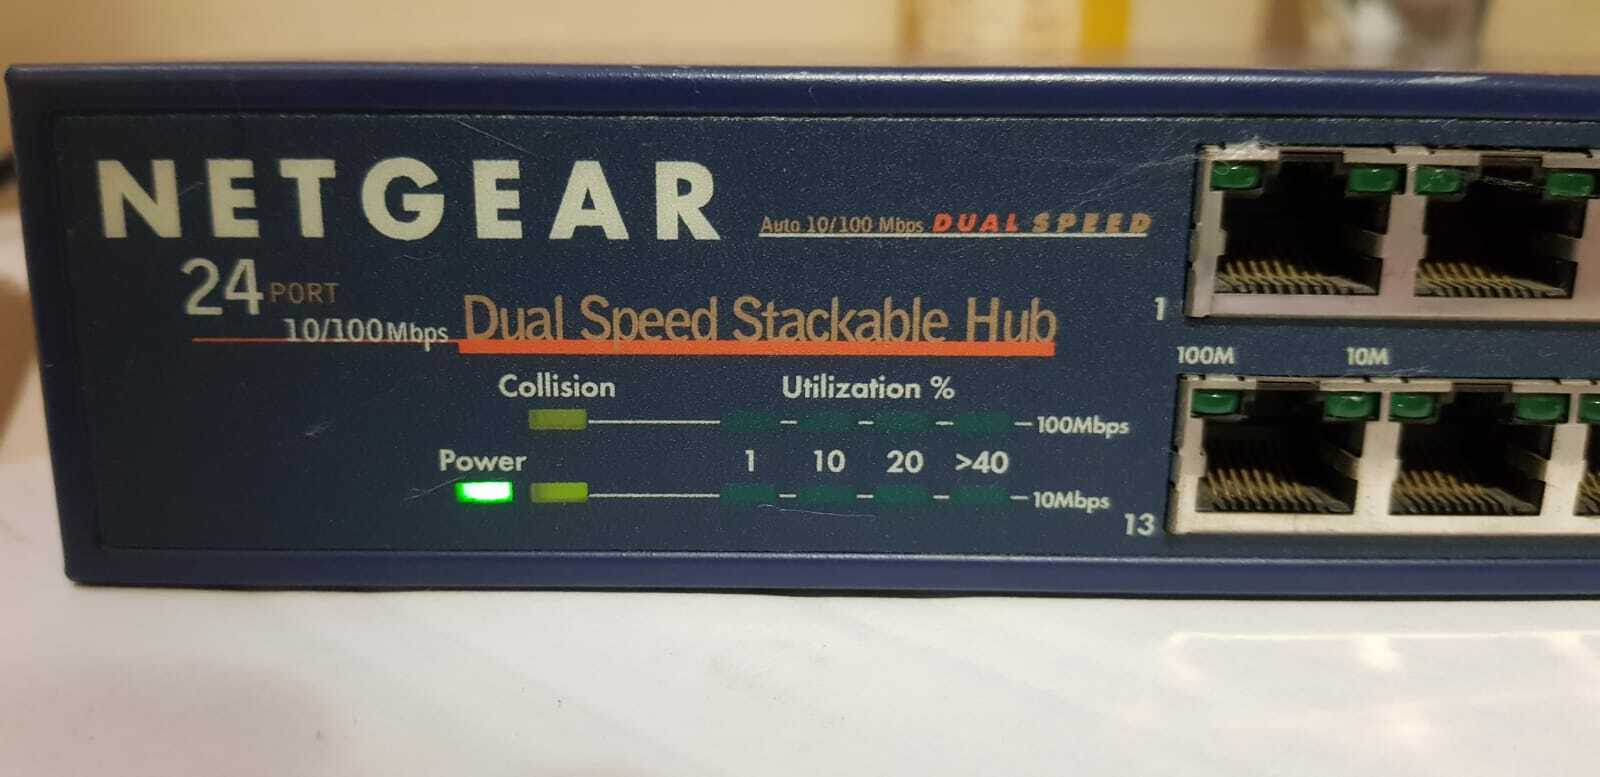 NETGEAR
Auto 10/100 Mbps DUAL SPEED
24 PORT
10/100Mbps Dual Speed Stackable Hub
1
100M 10M
Collision Utilization %
100Mbps
Power 1 10 20 >40
10Mbps
13